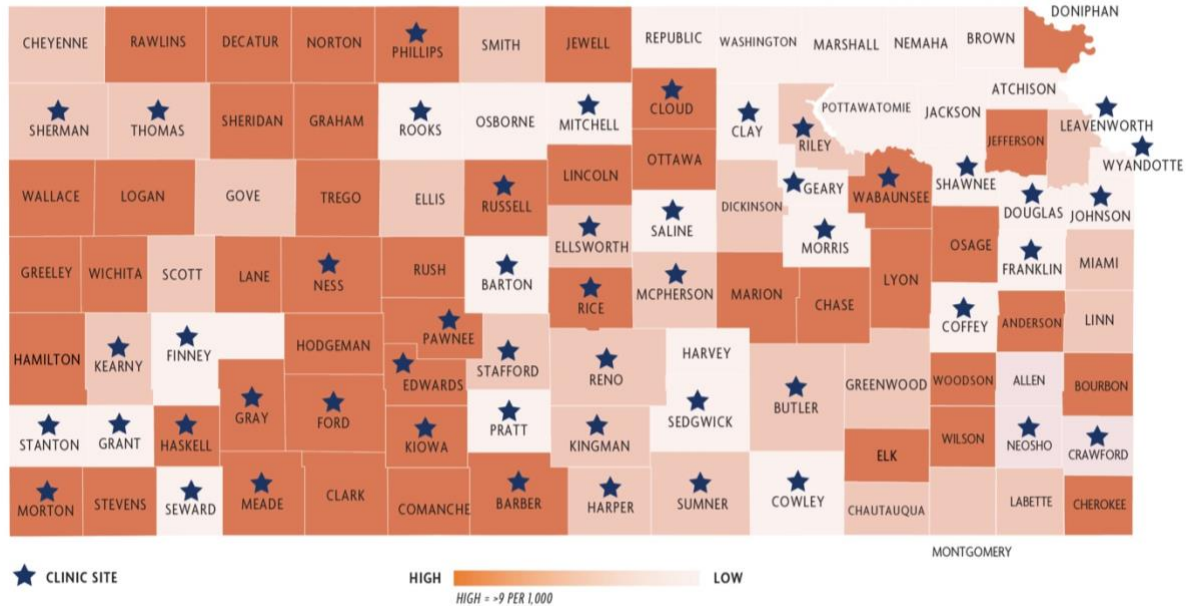 DONIPHAN
CHEYENNE RAWLINS DECATUR NORTON PHILLIPS SMITH JEWELL REPUBLIC WASHINGTON MARSHALL NEMAHA BROWN
ATCHISON
SHERMAN THOMAS SHERIDAN GRAHAM ROOKS OSBORNE MITCHELL CLOUD CLAY RILEY POTTAWATOMIE JACKSON JEFFERSON LEAVENWORTH
WYANDOTTE
WALLACE LOGAN GOVE TREGO ELLIS RUSSELL LINCOLN OTTAWA DICKINSON GEARY WABAUNSEE SHAWNEE DOUGLAS JOHNSON
ELLSWORTH SALINE MORRIS
GREELEY WICHITA SCOTT LANE NESS RUSH BARTON RICE MCPHERSON MARION CHASE LYON OSAGE FRANKLIN MIAMI
HAMILTON KEARNY FINNEY HODGEMAN PAWNEE STAFFORD RENO HARVEY COFFEY ANDERSON LINN
EDWARDS
GRAY FORD SEDGWICK BUTLER GREENWOOD WOODSON ALLEN BOURBON
STANTON GRANT HASKELL KIOWA PRATT KINGMAN ELK WILSON NEOSHO CRAWFORD
MORTON STEVENS SEWARD MEADE CLARK COMANCHE BARBER HARPER SUMNER COWLEY CHAUTAUQUA LABETTE CHEROKEE
MONTGOMERY
CLINIC SITE HIGH LOW
HIGH = >9 PER 1,000